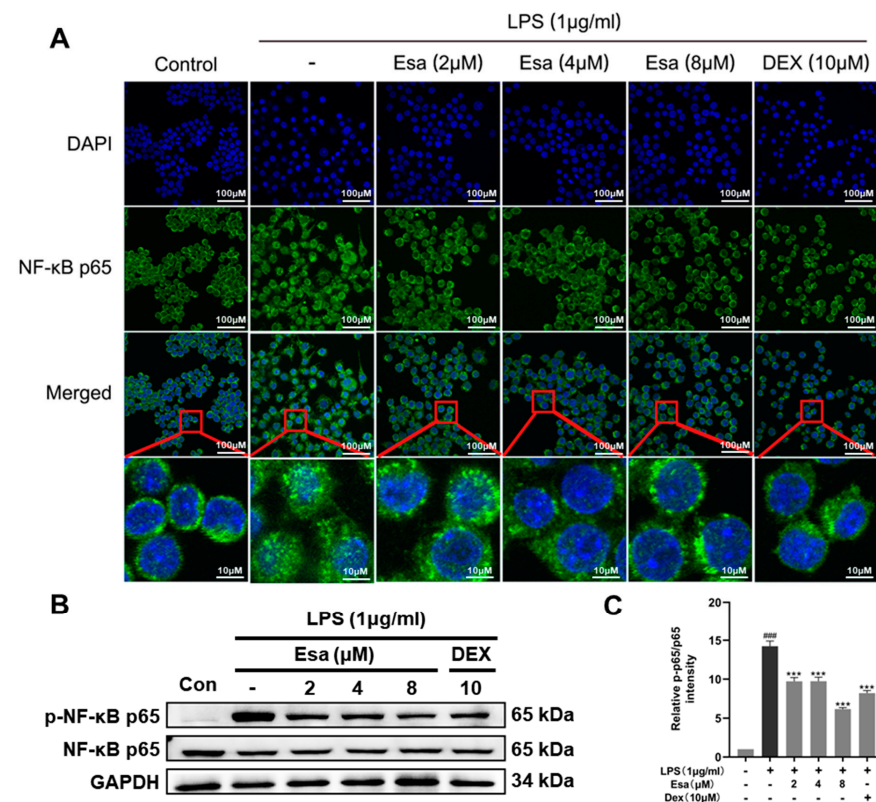 A
LPS (1μg/ml)
Control - Esa (2μM) Esa (4μM) Esa (8μM) DEX (10μM)
DAPI
100μM 100μM 100μM 100μM 100μM 100μM
NF-κB p65
100μM 100μM 100μM 100μM 100μM 100μM
Merged
100μM 100μM 100μM 100μM 100μM 100μM
10μM 10μM 10μM 10μM 10μM 10μM
B
LPS (1μg/ml)
Esa (μM) DEX
Con - 2 4 8 10
p-NF-κB p65 65 kDa
NF-κB p65 65 kDa
GAPDH 34 kDa
C
Relative p-p65/p65
intensity
20
15
10
5
0
###
***
***
***
***
LPS(1μg/ml) - + + + + +
Esa(μM) - - 2 4 8 -
Dex(10μM) - - - - - +